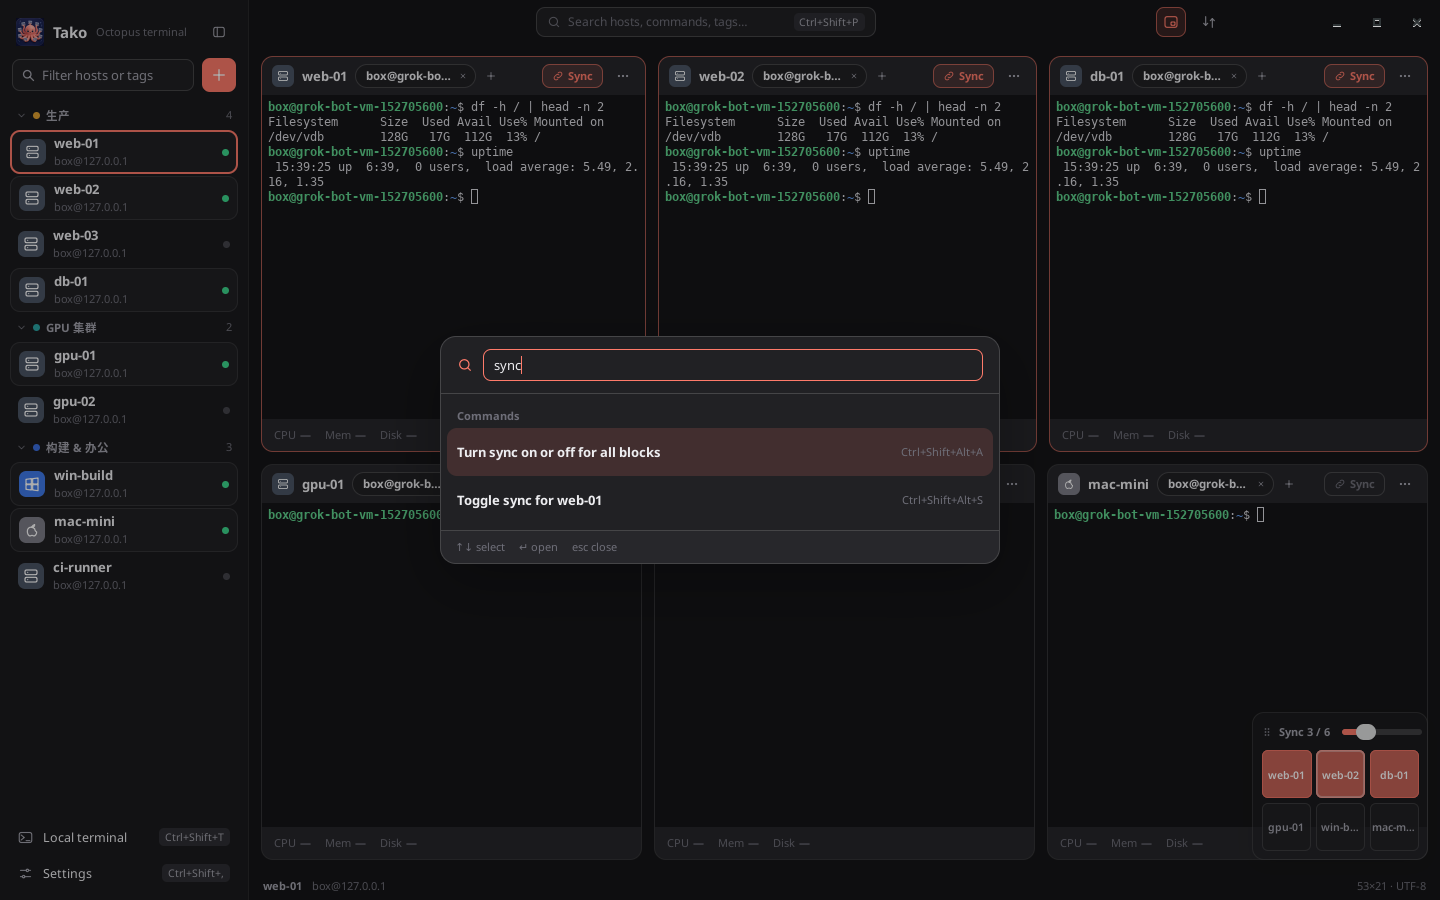 Tako Octopus terminal
Filter hosts or tags
生产 4
web-01
box@127.0.0.1
web-02
box@127.0.0.1
web-03
box@127.0.0.1
db-01
box@127.0.0.1
GPU 集群 2
gpu-01
box@127.0.0.1
gpu-02
box@127.0.0.1
构建 & 办公 3
win-build
box@127.0.0.1
mac-mini
box@127.0.0.1
ci-runner
box@127.0.0.1
Local terminal Ctrl+Shift+T
Settings Ctrl+Shift+,
Search hosts, commands, tags... Ctrl+Shift+P
web-01 box@grok-bo... × + Sync ...
box@grok-bot-vm-152705600:~$ df -h / | head -n 2
Filesystem Size Used Avail Use% Mounted on
/dev/vdb 128G 17G 112G 13% /
box@grok-bot-vm-152705600:~$ uptime
15:39:25 up 6:39, 0 users, load average: 5.49, 2.
16, 1.35
box@grok-bot-vm-152705600:~$
CPU — Mem — Disk —
web-02 box@grok-b... × + Sync ...
box@grok-bot-vm-152705600:~$ df -h / | head -n 2
Filesystem Size Used Avail Use% Mounted on
/dev/vdb 128G 17G 112G 13% /
box@grok-bot-vm-152705600:~$ uptime
15:39:25 up 6:39, 0 users, load average: 5.49, 2
.16, 1.35
box@grok-bot-vm-152705600:~$
db-01 box@grok-b... × + Sync ...
box@grok-bot-vm-152705600:~$ df -h / | head -n 2
Filesystem Size Used Avail Use% Mounted on
/dev/vdb 128G 17G 112G 13% /
box@grok-bot-vm-152705600:~$ uptime
15:39:25 up 6:39, 0 users, load average: 5.49, 2
.16, 1.35
box@grok-bot-vm-152705600:~$
CPU — Mem — Disk —
sync
Commands
Turn sync on or off for all blocks Ctrl+Shift+Alt+A
Toggle sync for web-01 Ctrl+Shift+Alt+S
↑↓ select ↵ open esc close
gpu-01 box@grok-b...
box@grok-bot-vm-152705600
CPU — Mem — Disk —
...
CPU — Mem — Disk —
mac-mini box@grok-b... × + Sync ...
box@grok-bot-vm-152705600:~$
CPU — Mem — Disk —
Sync 3 / 6
web-01 web-02 db-01
gpu-01 win-b... mac-m...
web-01 box@127.0.0.1
53×21 · UTF-8